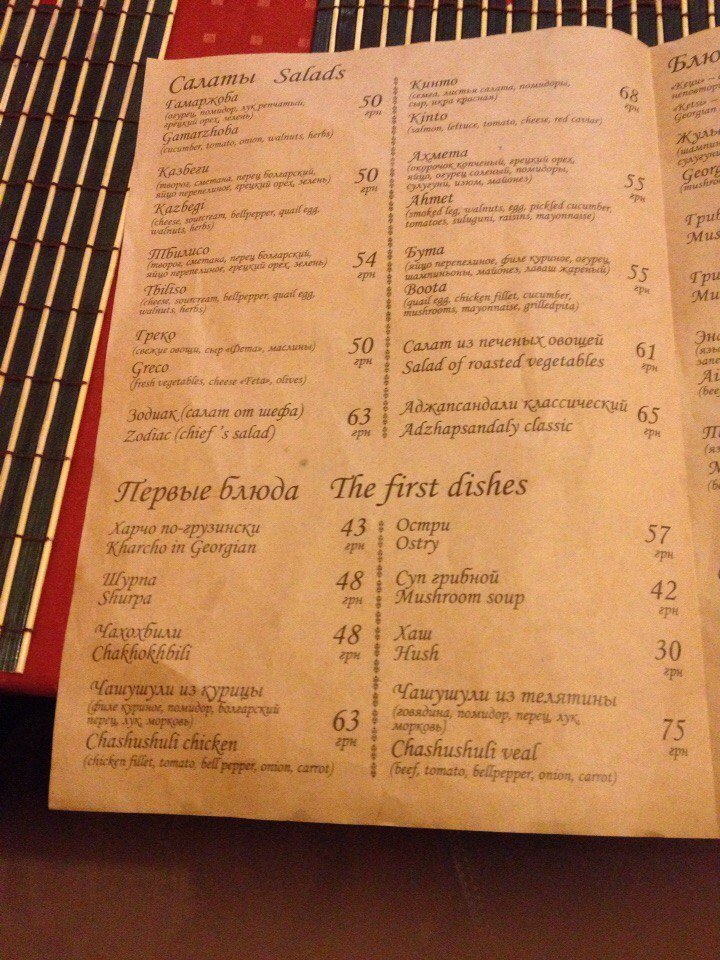 Салаты Salads
Гамаржоба
(огурец, помидор, лук репчатый,
грецкий орех, зелень)
50
грн
Gamarzhoba
(cucumber, tomato, onion, walnuts, herbs)
Казбеги
(творог, сметана, перец болгарский,
яйцо перепелиное, грецкий орех, зелень)
50
грн
Kazbegi
(cheese, sourcream, bellpepper, quail egg,
walnuts, herbs)
Тбилисо
(творог, сметана, перец болгарский,
яйцо перепелиное, грецкий орех, зелень)
54
грн
Tbiliso
(cheese, sourcream, bellpepper, quail egg,
walnuts, herbs)
Греко
(свежие овощи, сыр «Фета», маслины)
50
грн
Greco
(fresh vegetables, cheese «Feta», olives)
Зодиак (салат от шефа)
63
грн
Zodiac (chief 's salad)
Кинто
(семга, листья салата, помидоры,
сыр, икра красная)
68
грн
Kinto
(salmon, lettuce, tomato, cheese, red caviar)
Ахмета
(окорочок копченый, грецкий орех,
яйцо, огурец соленый, помидоры,
сулугуни, изюм, майонез)
55
грн
Ahmet
(smoked leg, walnuts, egg, pickled cucumber,
tomatoes, suluguni, raisins, mayonnaise)
Бута
(яйцо перепелиное, филе куриное, огурец,
шампиньоны, майонез, лаваш жареный)
55
грн
Boota
(quail egg, chicken fillet, cucumber,
mushrooms, mayonnaise, grilledpita)
Салат из печеных овощей
61
грн
Salad of roasted vegetables
Аджапсандали классический
65
грн
Adzhapsandaly classic
Первые блюда The first dishes
Харчо по-грузински
43
грн
Kharcho in Georgian
Шурпа
48
грн
Shurpa
Чахохбили
48
грн
Chakhokhbili
Чашушули из курицы
(филе куриное, помидор, болгарский
перец, лук, морковь)
63
грн
Chashushuli chicken
(chicken fillet, tomato, bell pepper, onion, carrot)
Остри
57
грн
Ostry
Суп грибной
42
грн
Mushroom soup
Хаш
30
грн
Hush
Чашушули из телятины
(говядина, помидор, перец, лук,
морковь)
75
грн
Chashushuli veal
(beef, tomato, bellpepper, onion, carrot)